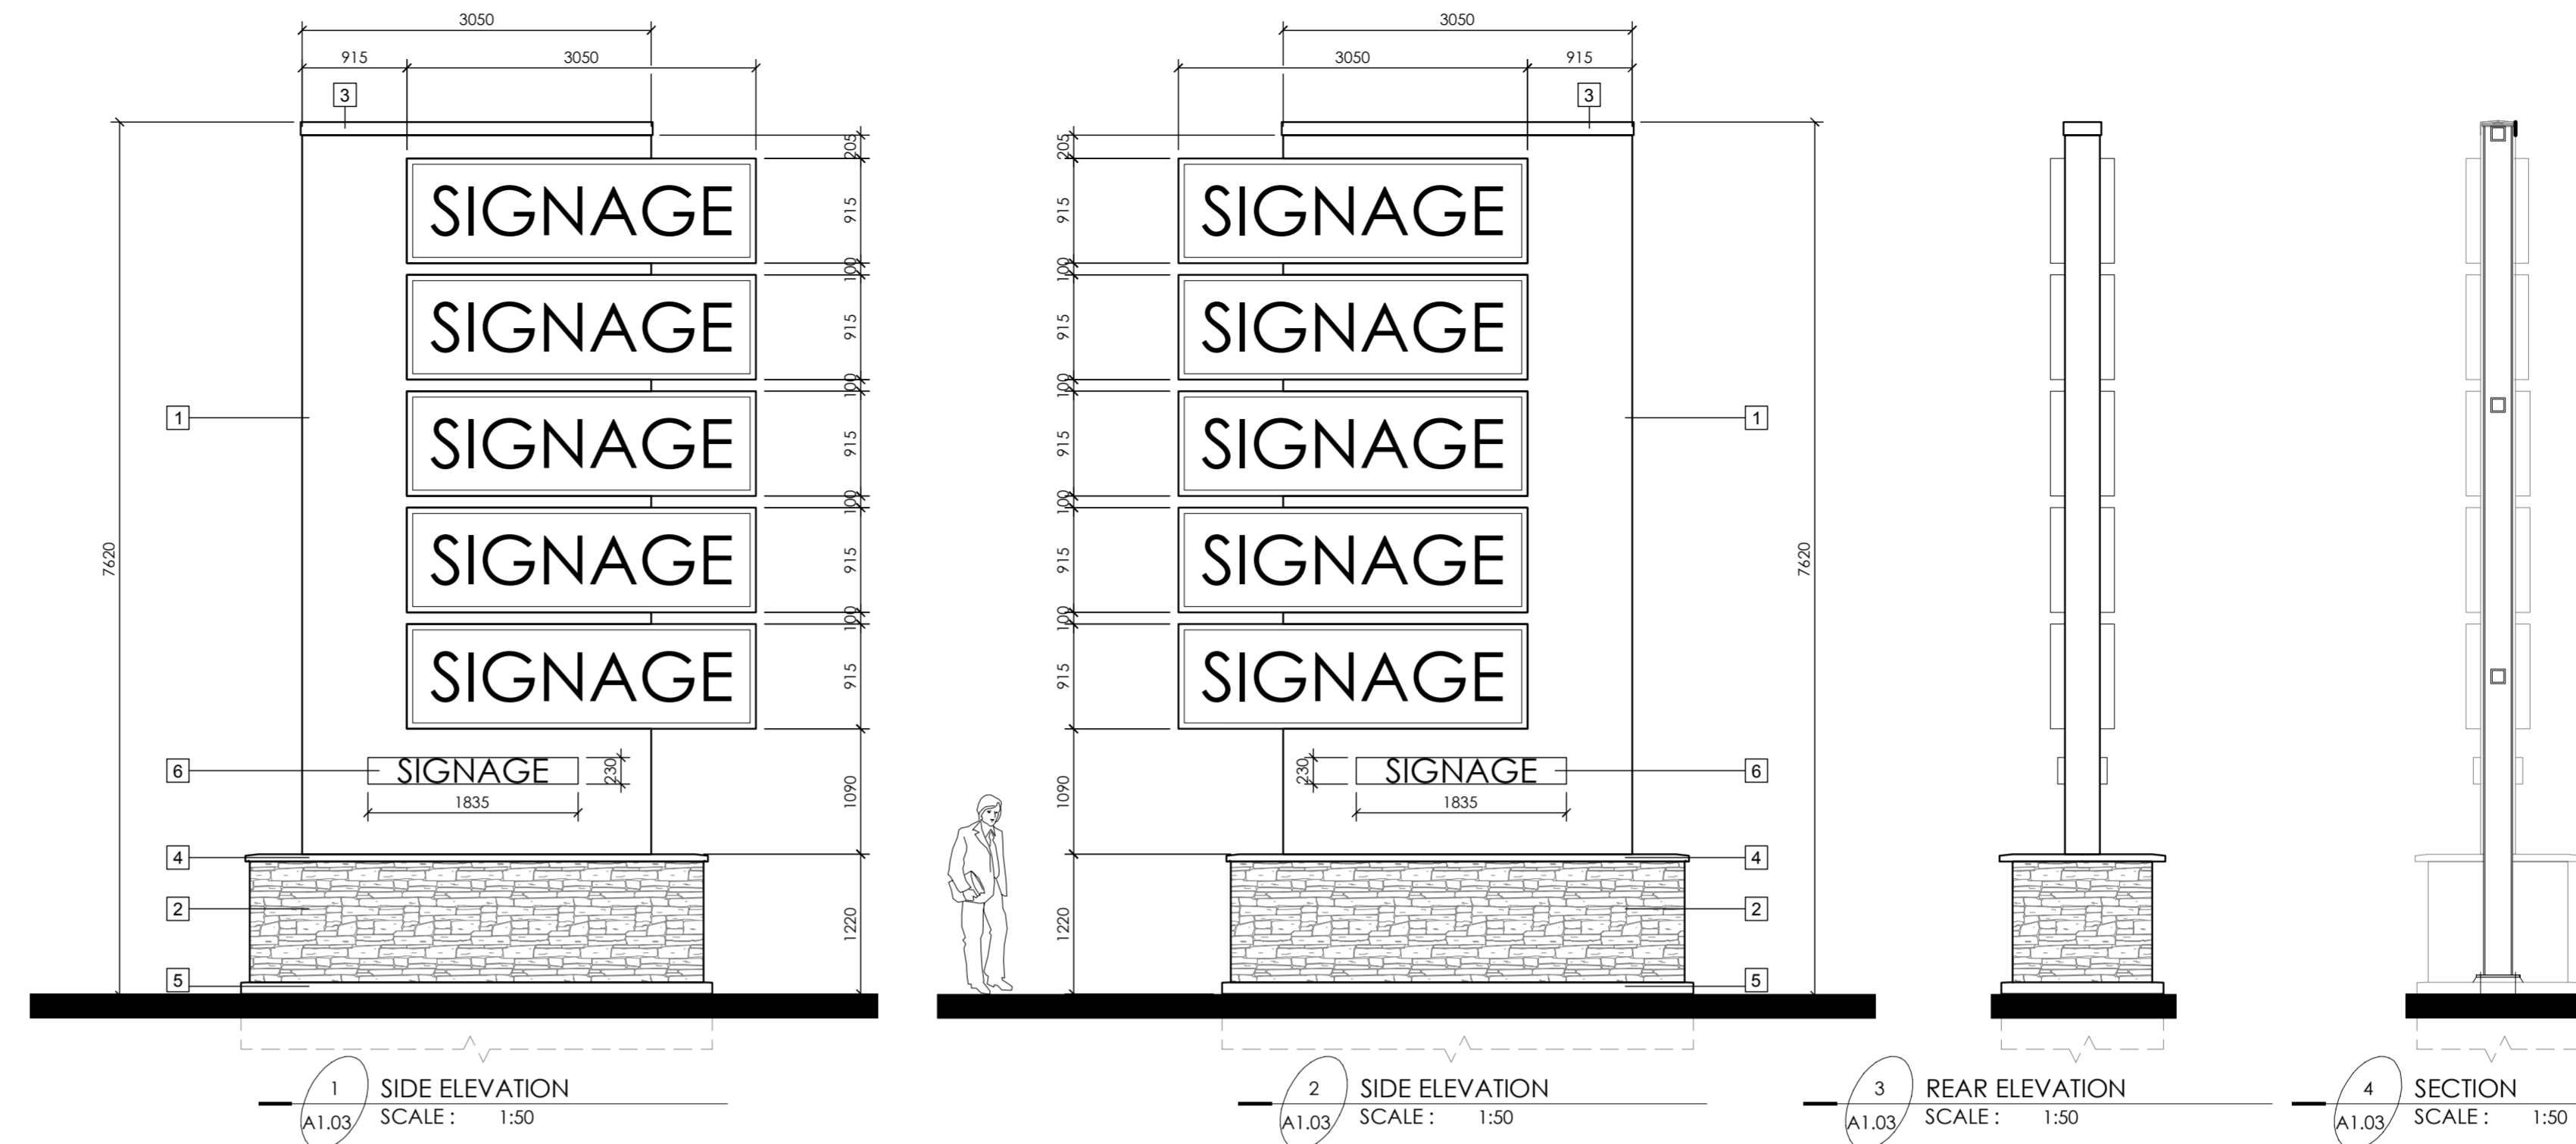 3050
915 3050
3
205
SIGNAGE
915
100
SIGNAGE
915
100
1
SIGNAGE
915
100
7620
SIGNAGE
915
100
SIGNAGE
915
6
SIGNAGE
230
1835
1090
4
2
1220
5
1
A1.03
SIDE ELEVATION
SCALE : 1:50
3050
3050 915
3
205
915
SIGNAGE
100
915
SIGNAGE
100
915
SIGNAGE
1
100
915
SIGNAGE
7620
100
915
SIGNAGE
230
SIGNAGE
6
1835
1090
4
2
1220
5
2
A1.03
SIDE ELEVATION
SCALE : 1:50
3
A1.03
REAR ELEVATION
SCALE : 1:50
4
A1.03
SECTION
SCALE : 1:50